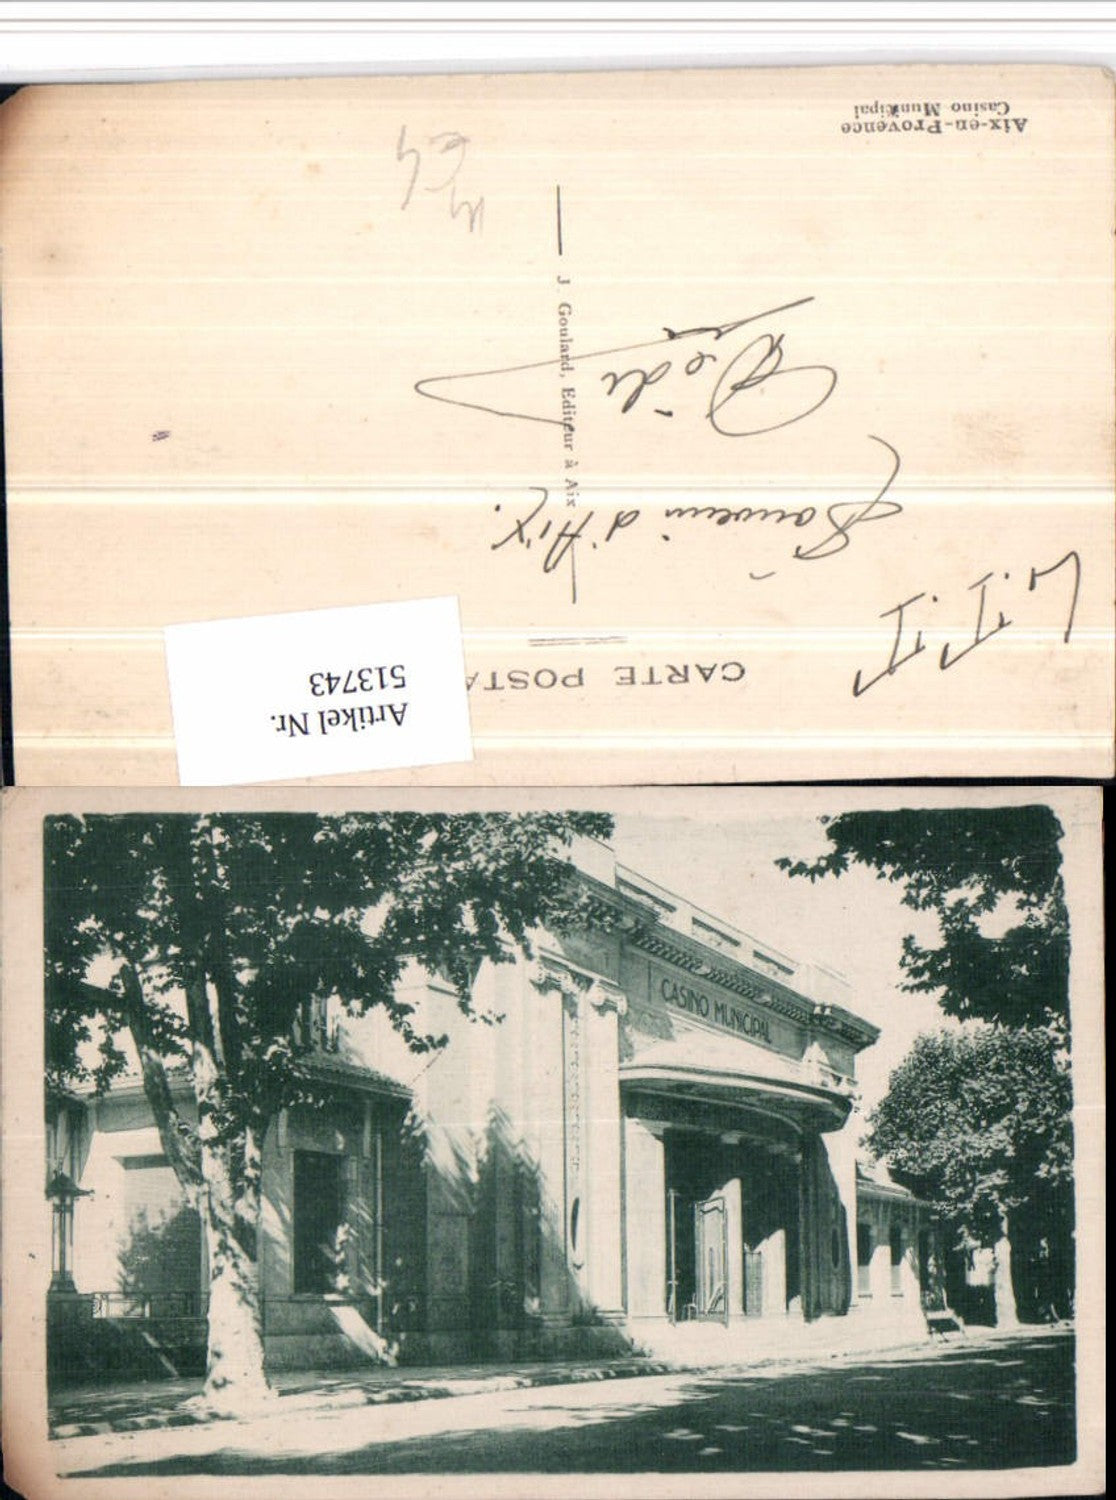 Aix-en-Provence
Casino Municipal
J. Goulard, Editeur à Aix
Souvenir d'Aix.
CARTE POSTA
Artikel Nr.
513743
CASINO MUNICIPAL